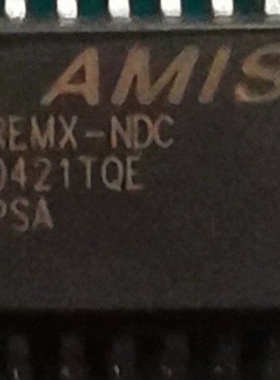 AMIS
REMX-NDC
0421TQE
PSA